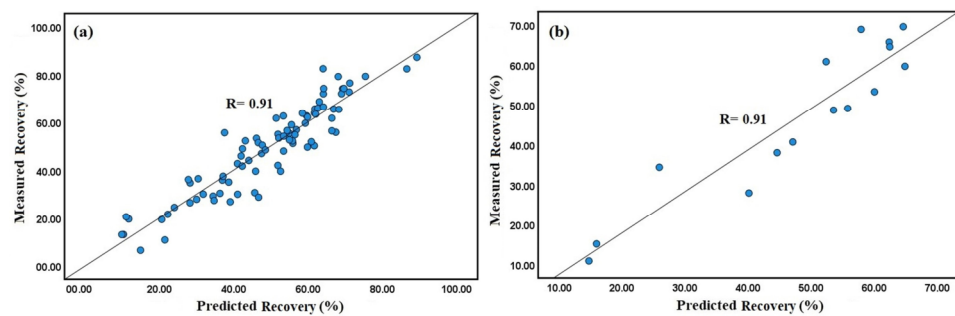 (a)
100.00
80.00
60.00
40.00
20.00
00.00
Measured Recovery (%)
R= 0.91
00.00 20.00 40.00 60.00 80.00 100.00
Predicted Recovery (%)
(b)
70.00
60.00
50.00
40.00
30.00
20.00
10.00
Measured Recovery (%)
R= 0.91
10.00 20.00 30.00 40.00 50.00 60.00 70.00
Predicted Recovery (%)